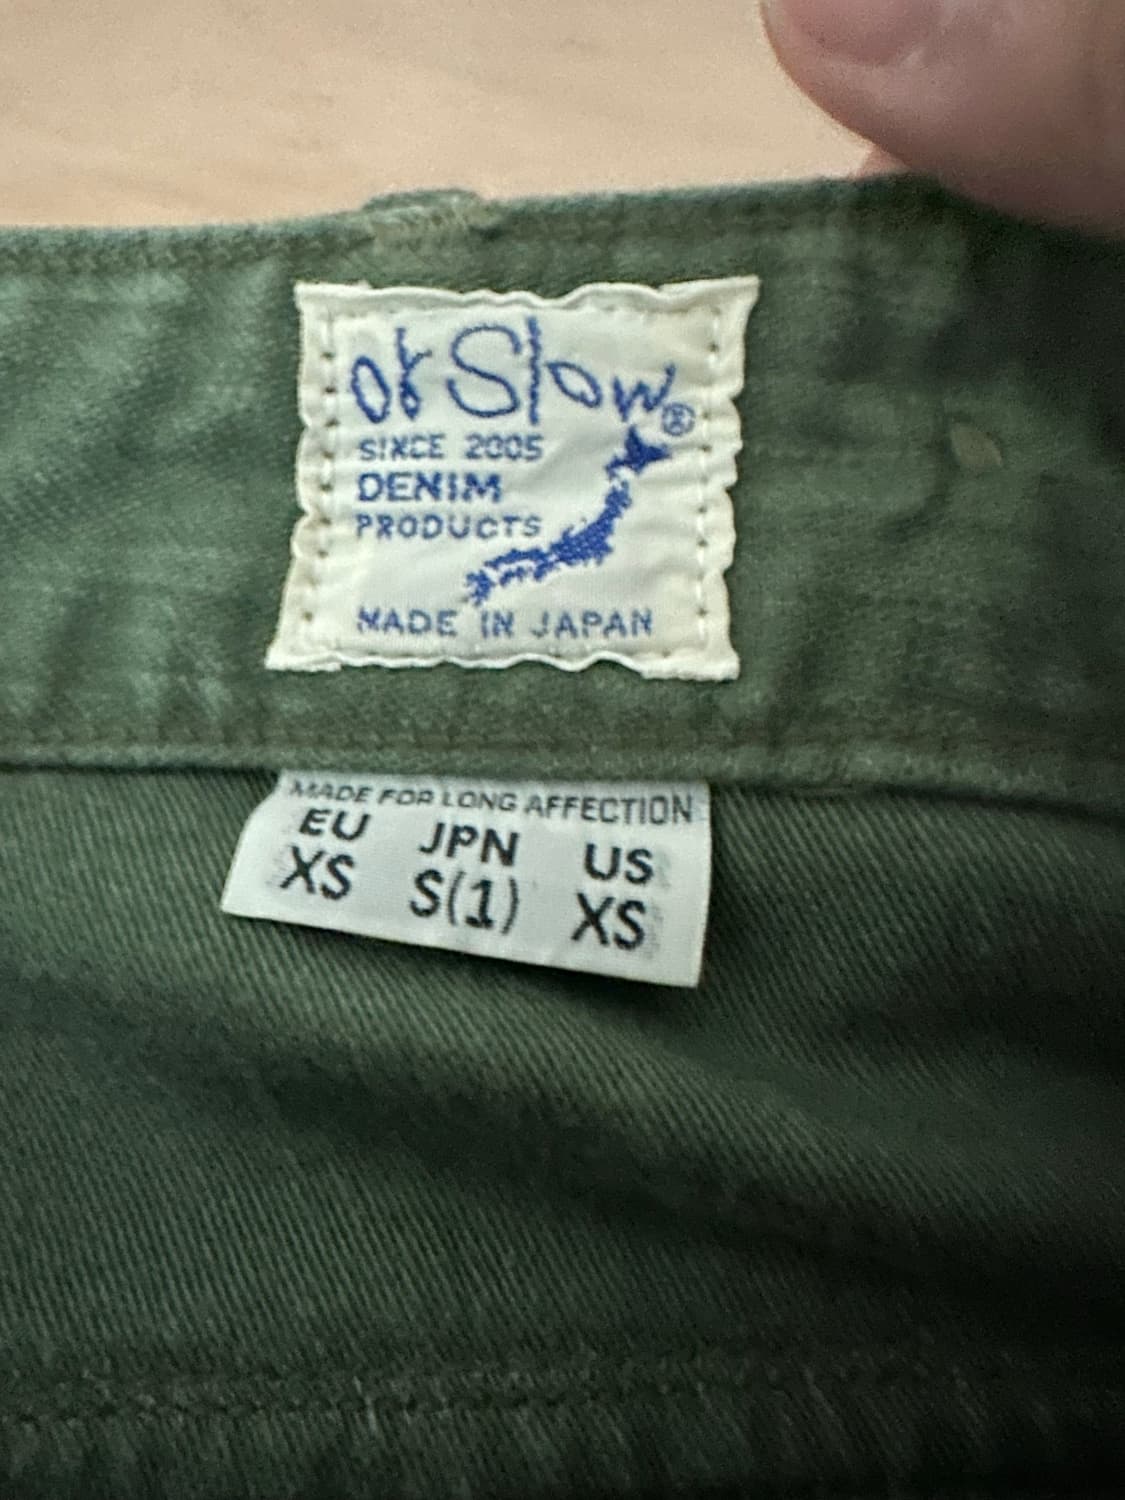 orSlow®
SINCE 2005
DENIM
PRODUCTS
MADE IN JAPAN
MADE FOR LONG AFFECTION
EU JPN US
XS S(1) XS